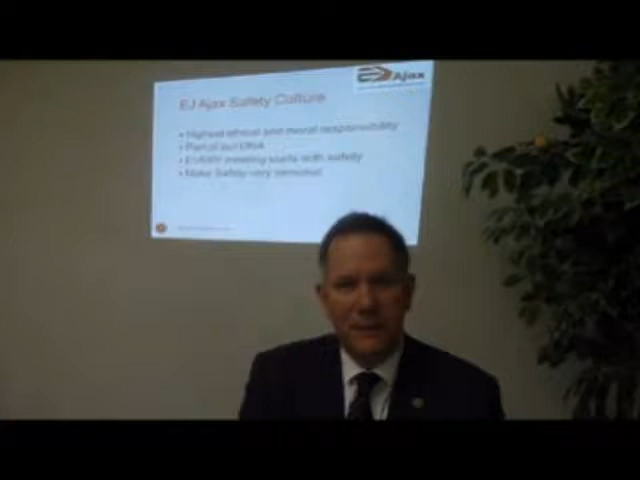 EJ Ajax
EJ Ajax Safety Culture
• Highest ethical and moral responsibility
• Part of our DNA
• EVERY meeting starts with safety
• Make Safety very personal